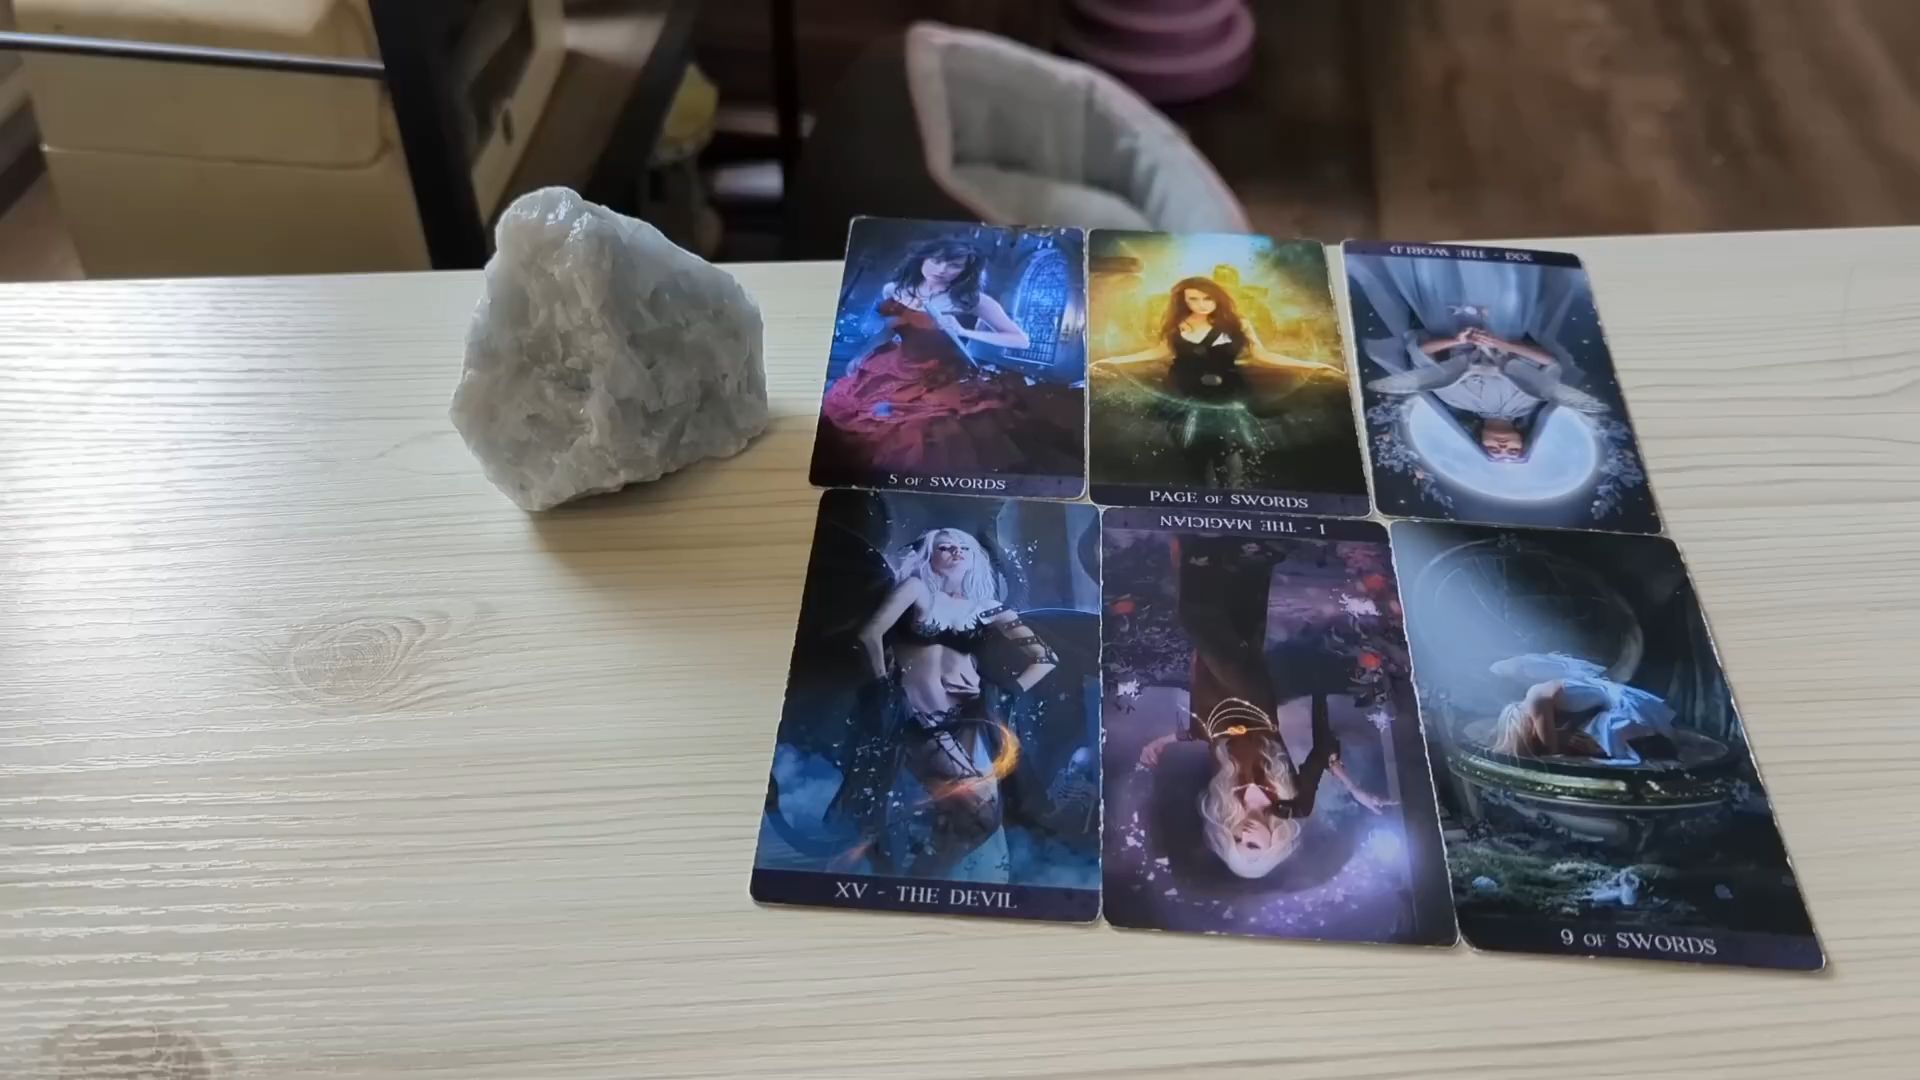 5 OF SWORDS
PAGE OF SWORDS
XXI - THE WORLD
XV - THE DEVIL
I - THE MAGICIAN
9 OF SWORDS